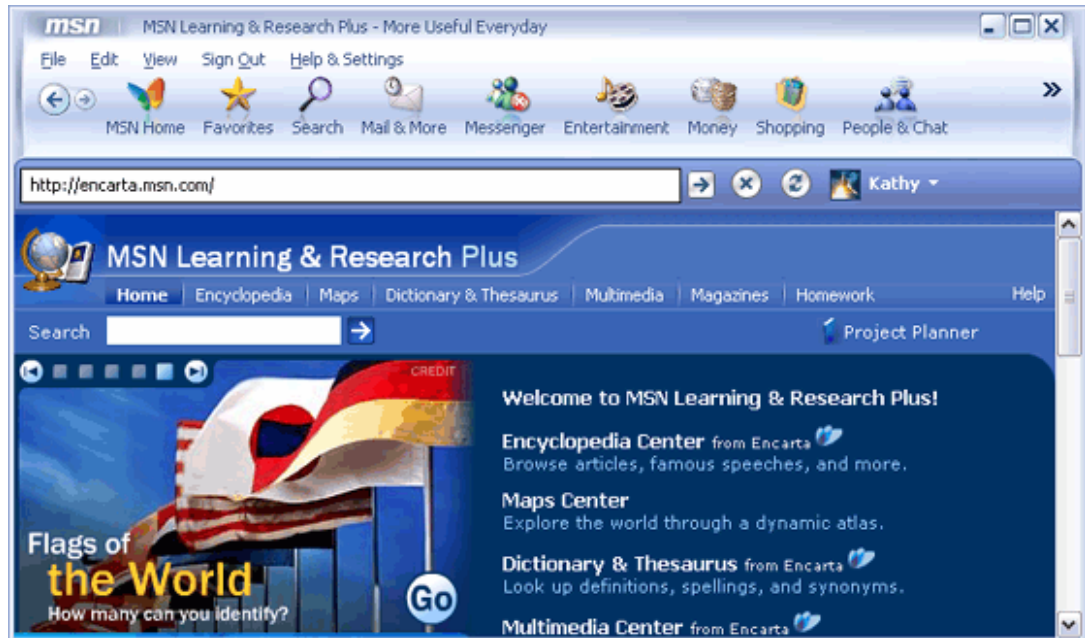 msn MSN Learning & Research Plus - More Useful Everyday
File Edit View Sign Out Help & Settings
MSN Home Favorites Search Mail & More Messenger Entertainment Money Shopping People & Chat
http://encarta.msn.com/ Kathy
MSN Learning & Research Plus
Home Encyclopedia Maps Dictionary & Thesaurus Multimedia Magazines Homework Help
Search Project Planner
CREDIT
Flags of
the World
How many can you identify?
Go
Welcome to MSN Learning & Research Plus!
Encyclopedia Center from Encarta
Browse articles, famous speeches, and more.
Maps Center
Explore the world through a dynamic atlas.
Dictionary & Thesaurus from Encarta
Look up definitions, spellings, and synonyms.
Multimedia Center from Encarta